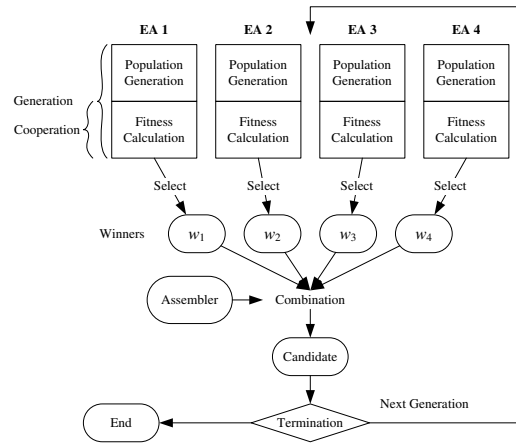 EA 1 EA 2 EA 3 EA 4
Population Generation Population Generation Population Generation Population Generation
Generation
Cooperation
Fitness Calculation Fitness Calculation Fitness Calculation Fitness Calculation
Select Select Select Select
Winners w1 w2 w3 w4
Assembler Combination
Candidate
Next Generation
End Termination